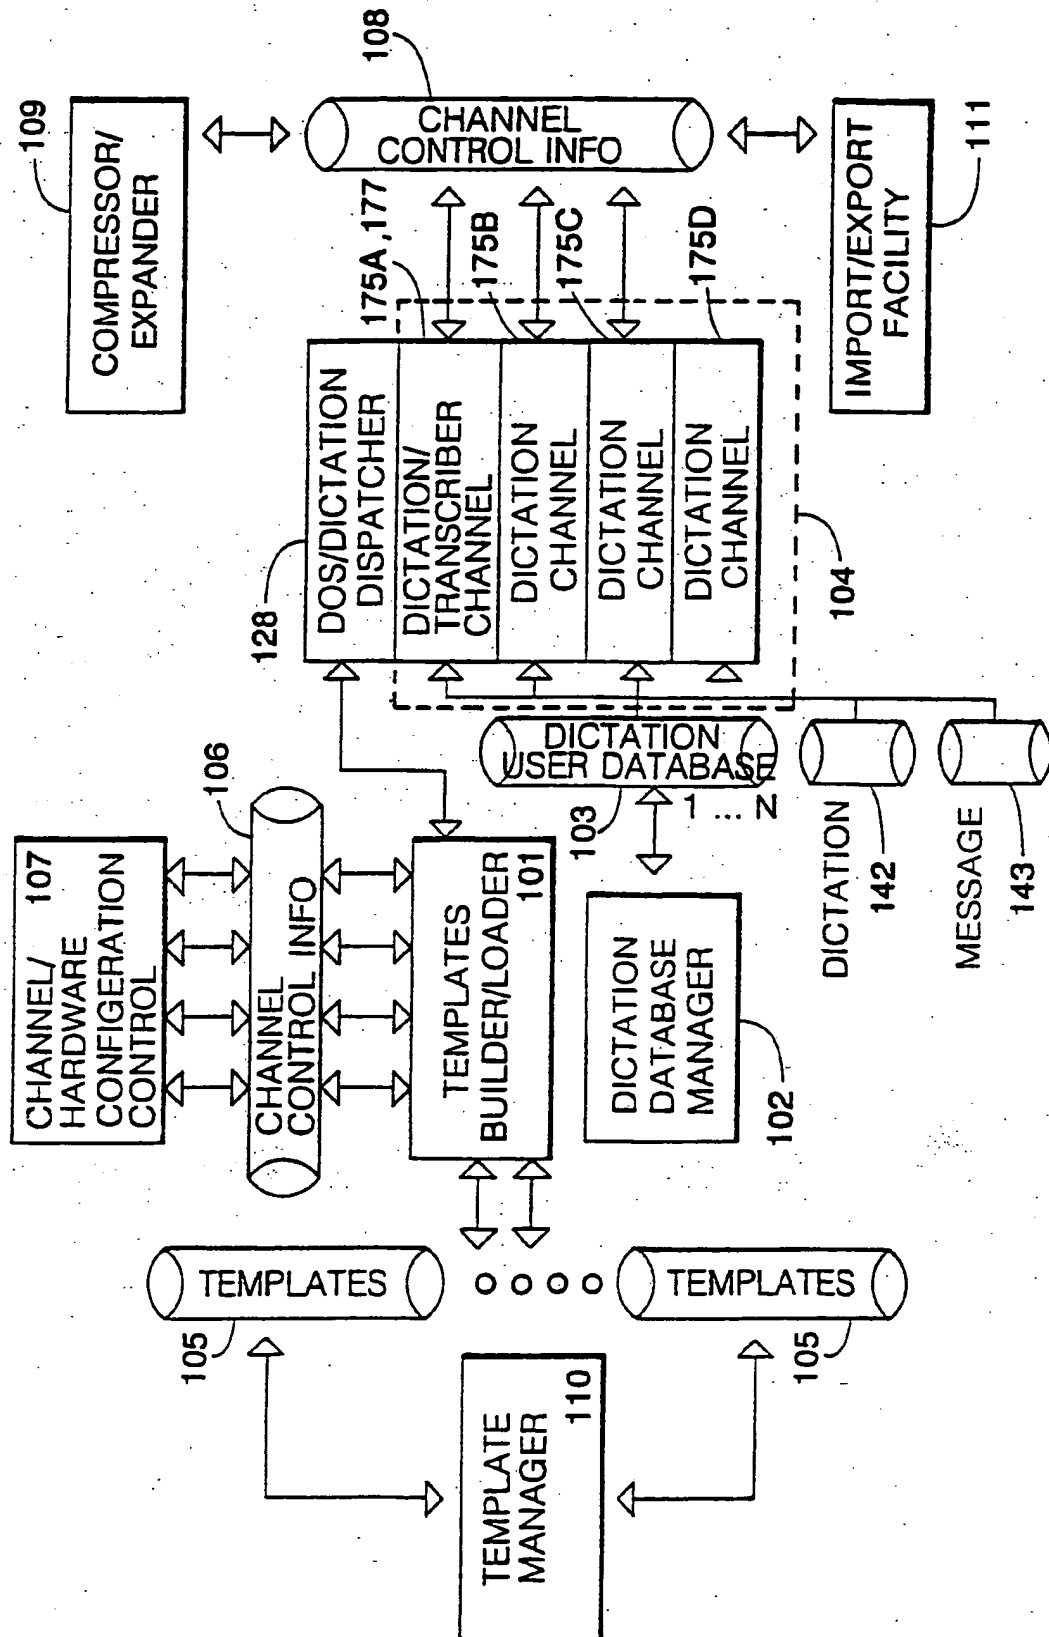 TEMPLATE
MANAGER
110
105
TEMPLATES
105
TEMPLATES
CHANNEL/
HARDWARE
CONFIGERATION
CONTROL
107
106
CHANNEL
CONTROL INFO
TEMPLATES
BUILDER/LOADER
101
DICTATION
DATABASE
MANAGER
102
103
DICTATION
USER DATABASE
1 ... N
DICTATION
142
MESSAGE
143
128
DOS/DICTATION
DISPATCHER
DICTATION/
TRANSCRIBER
CHANNEL
DICTATION
CHANNEL
DICTATION
CHANNEL
DICTATION
CHANNEL
104
175A,177
175B
175C
175D
109
COMPRESSOR/
EXPANDER
108
CHANNEL
CONTROL INFO
IMPORT/EXPORT
FACILITY
111